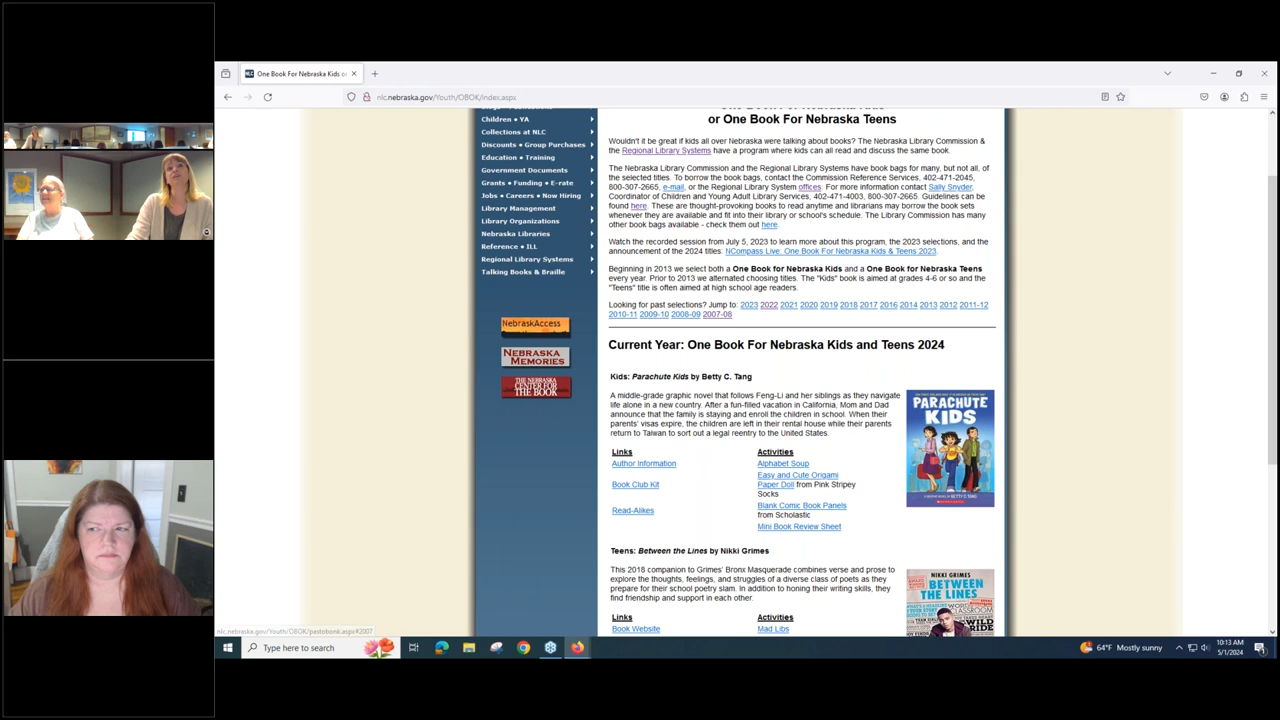 One Book For Nebraska Kids o
nlc.nebraska.gov/Youth/OBOK/index.aspx
Children • YA
Collections at NLC
Discounts • Group Purchases
Education • Training
Government Documents
Grants • Funding • E-rate
Jobs • Careers • Now Hiring
Library Management
Library Organizations
Nebraska Libraries
Reference • ILL
Regional Library Systems
Talking Books & Braille
NebraskAccess
NEBRASKA
MEMORIES
THE NEBRASKA
CENTER FOR
THE BOOK
One Book For Nebraska Kids
or One Book For Nebraska Teens
Wouldn't it be great if kids all over Nebraska were talking about books? The Nebraska Library Commission &
the Regional Library Systems have a program where kids can all read and discuss the same book.
The Nebraska Library Commission and the Regional Library Systems have book bags for many, but not all, of
the selected titles. To borrow the book bags, contact the Commission Reference Services, 402-471-2045,
800-307-2665, e-mail, or the Regional Library System offices. For more information contact Sally Snyder,
Coordinator of Children and Young Adult Library Services, 402-471-4003, 800-307-2665. Guidelines can be
found here. These are thought-provoking books to read anytime and librarians may borrow the book sets
whenever they are available and fit into their library or school's schedule. The Library Commission has many
other book bags available - check them out here.
Watch the recorded session from July 5, 2023 to learn more about this program, the 2023 selections, and the
announcement of the 2024 titles: NCompass Live: One Book For Nebraska Kids & Teens 2023.
Beginning in 2013 we select both a One Book for Nebraska Kids and a One Book for Nebraska Teens
every year. Prior to 2013 we alternated choosing titles. The "Kids" book is aimed at grades 4-6 or so and the
"Teens" title is often aimed at high school age readers.
Looking for past selections? Jump to: 2023 2022 2021 2020 2019 2018 2017 2016 2014 2013 2012 2011-12
2010-11 2009-10 2008-09 2007-08
Current Year: One Book For Nebraska Kids and Teens 2024
Kids: Parachute Kids by Betty C. Tang
A middle-grade graphic novel that follows Feng-Li and her siblings as they navigate
life alone in a new country. After a fun-filled vacation in California, Mom and Dad
announce that the family is staying and enroll the children in school. When their
parents' visas expire, the children are left in their rental house while their parents
return to Taiwan to sort out a legal reentry to the United States.
PARACHUTE
KIDS
Links
Author Information
Book Club Kit
Read-Alikes
Activities
Alphabet Soup
Easy and Cute Origami
Paper Doll from Pink Stripey
Socks
Blank Comic Book Panels
from Scholastic
Mini Book Review Sheet
Teens: Between the Lines by Nikki Grimes
This 2018 companion to Grimes' Bronx Masquerade combines verse and prose to
explore the thoughts, feelings, and struggles of a diverse class of poets as they
prepare for their school poetry slam. In addition to honing their writing skills, they
find friendship and support in each other.
NIKKI GRIMES
BETWEEN
THE LINES
WILD
RIDE
Links
Book Website
Activities
Mad Libs
nlc.nebraska.gov/Youth/OBOK/pastobonk.aspx#2007
Type here to search
64°F Mostly sunny
10:13 AM
5/1/2024